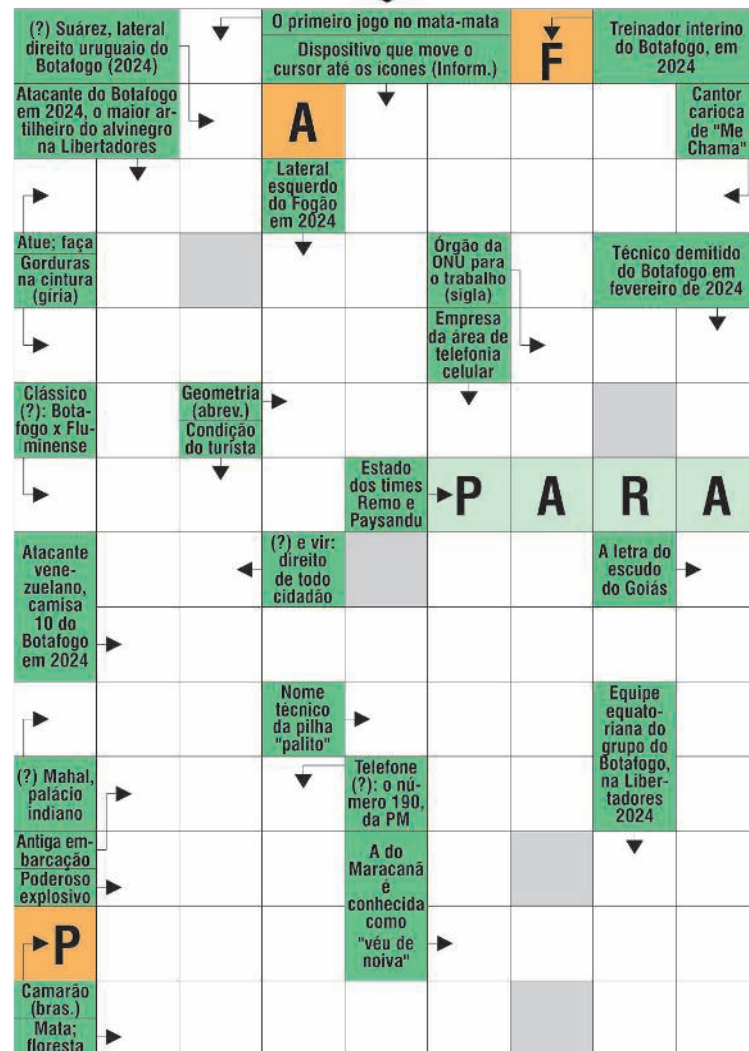 (?) Suárez, lateral
direito uruguaio do
Botafogo (2024)
O primeiro jogo no mata-mata
Dispositivo que move o
cursor até os ícones (Inform.)
F
Treinador interino
do Botafogo, em
2024
Atacante do Botafogo
em 2024, o maior ar-
tilheiro do alvinegro
na Libertadores
A
Cantor
carioca
de "Me
Chama"
Lateral
esquerdo
do Fogão
em 2024
Atue; faça
Gorduras
na cintura
(gíria)
Órgão da
ONU para
o trabalho
(sigla)
Técnico demitido
do Botafogo em
fevereiro de 2024
Empresa
da área de
telefonia
celular
Clássico
(?): Bota-
fogo x Flu-
minense
Geometria
(abrev.)
Condição
do turista
Estado
dos times
Remo e
Paysandu
P A R A
Atacante
vene-
zuelano,
camisa
10 do
Botafogo
em 2024
(?) e vir:
direito
de todo
cidadão
A letra do
escudo
do Goiás
Nome
técnico
da pilha
"palito"
Equipe
equato-
riana do
grupo do
Botafogo,
na Liber-
tadores
2024
(?) Mahal,
palácio
indiano
Telefone
(?): o nú-
mero 190,
da PM
Antiga em-
barcação
Poderoso
explosivo
A do
Maracanã
é
conhecida
como
"véu de
noiva"
P
Camarão
(bras.)
Mata;
floresta